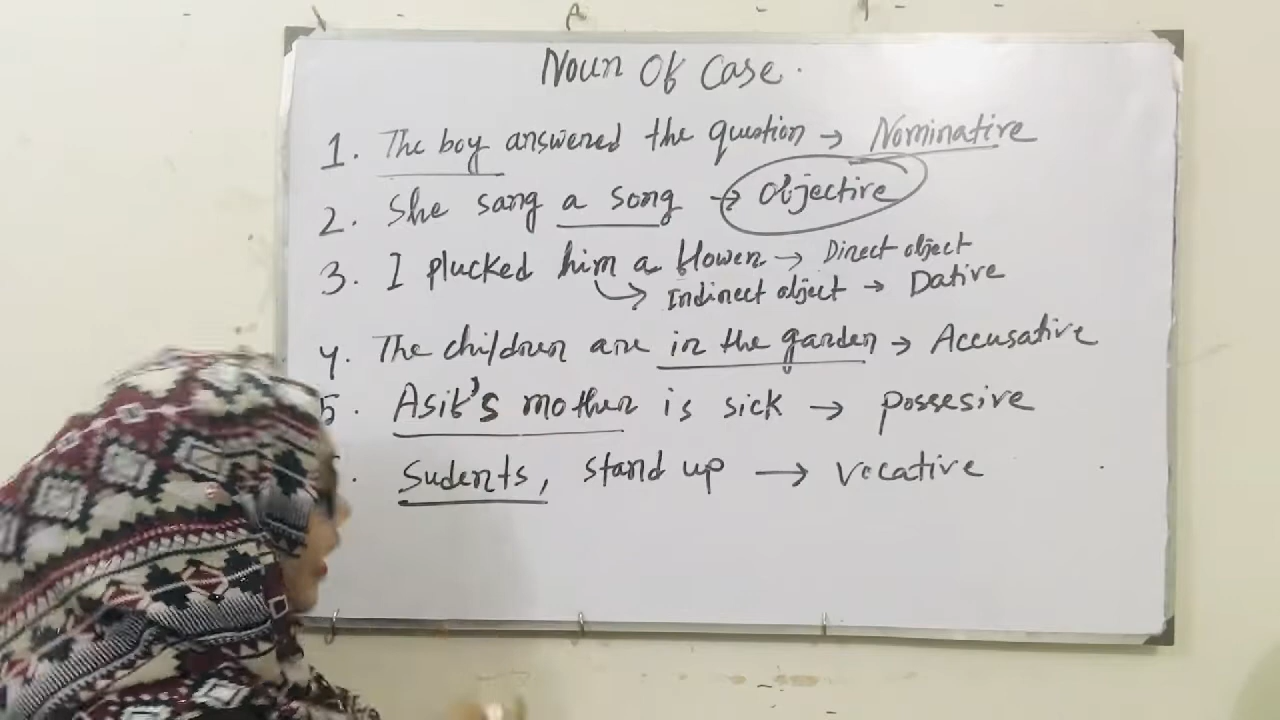 Noun Of Case.
1. The boy answered the question → Nominative
2. She sang a song → Objective
3. I plucked him a flower → Direct object
↳ Indirect object → Dative
4. The children are in the garden → Accusative
5. Asif's mother is sick → possesive
. Sudents, stand up → vocative